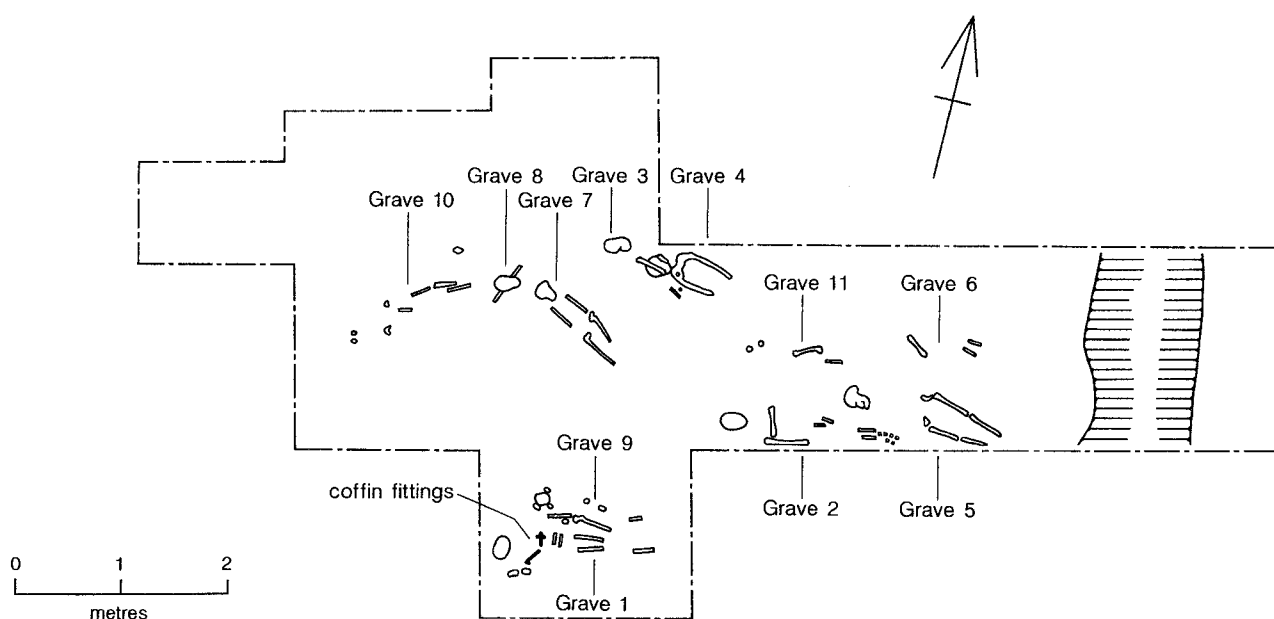 Grave 8
Grave 3
Grave 4
Grave 10
Grave 7
Grave 11
Grave 6
Grave 9
coffin fittings
Grave 2
Grave 5
Grave 1
0 1 2
metres